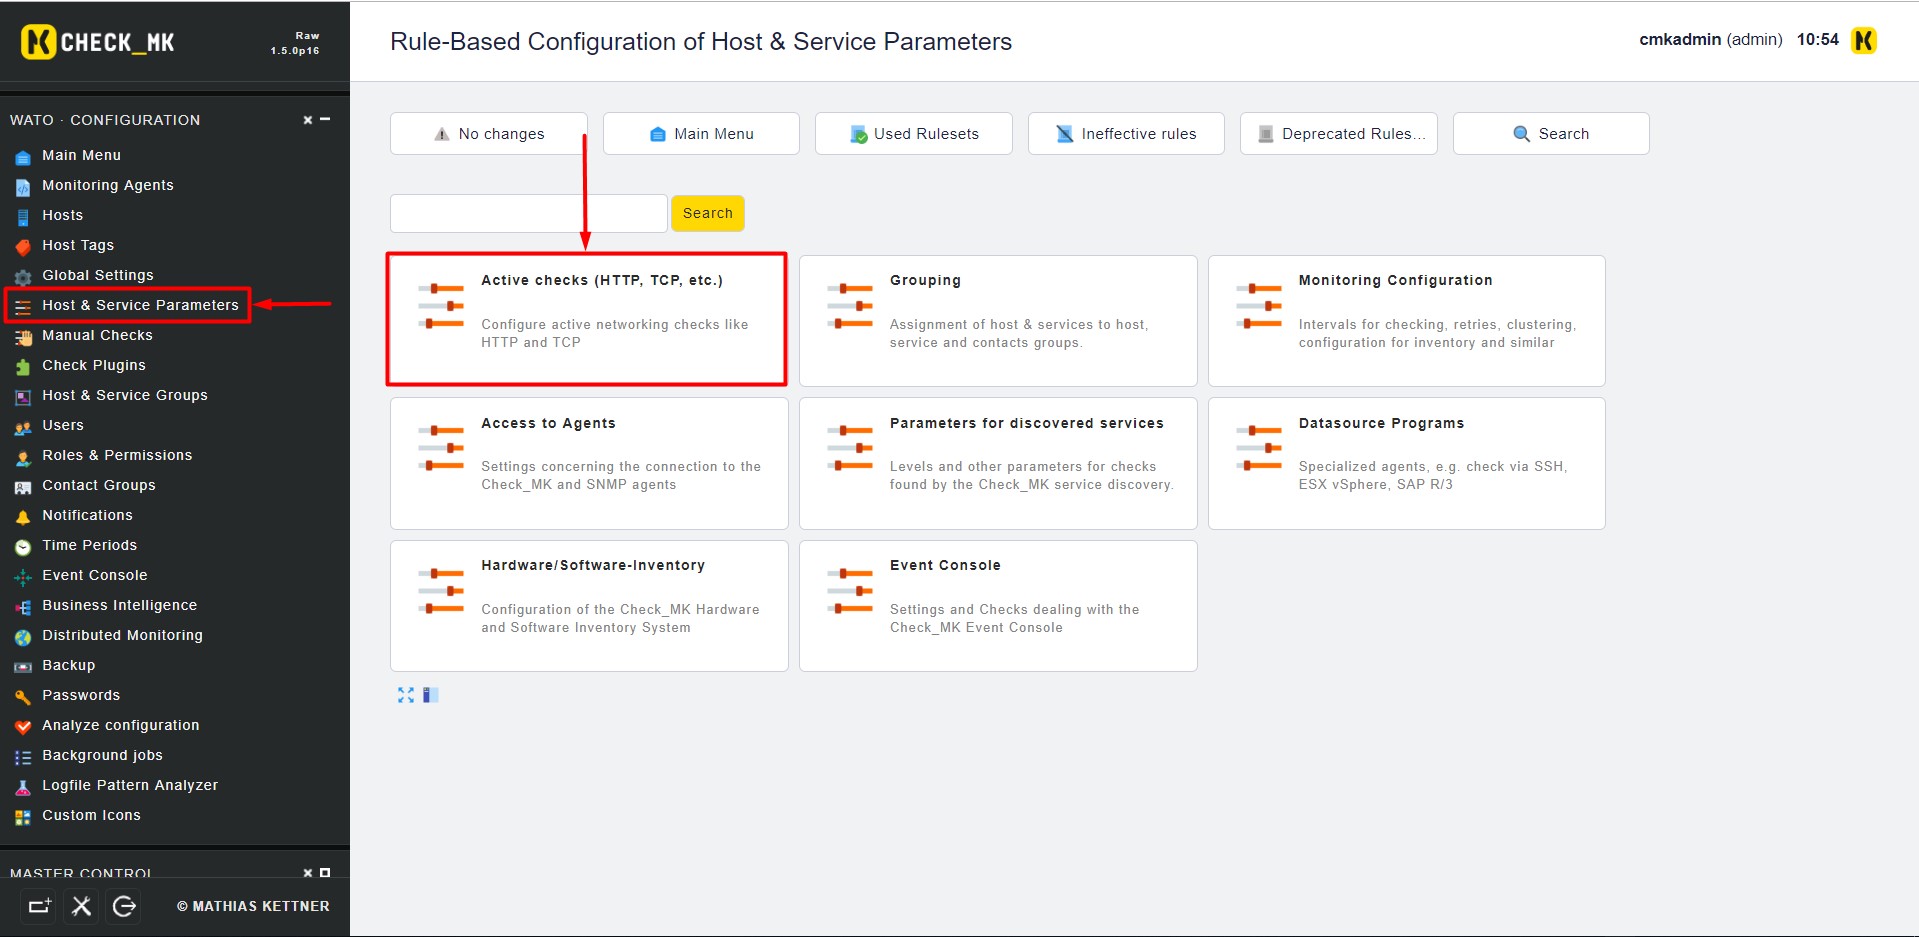 CHECK_MK
Raw
1.5.0p16
Rule-Based Configuration of Host & Service Parameters
cmkadmin (admin) 10:54
WATO · CONFIGURATION
Main Menu
Monitoring Agents
Hosts
Host Tags
Global Settings
Host & Service Parameters
Manual Checks
Check Plugins
Host & Service Groups
Users
Roles & Permissions
Contact Groups
Notifications
Time Periods
Event Console
Business Intelligence
Distributed Monitoring
Backup
Passwords
Analyze configuration
Background jobs
Logfile Pattern Analyzer
Custom Icons
MASTER CONTROL
© MATHIAS KETTNER
No changes
Main Menu
Used Rulesets
Ineffective rules
Deprecated Rules...
Search
Search
Active checks (HTTP, TCP, etc.)
Configure active networking checks like
HTTP and TCP
Grouping
Assignment of host & services to host,
service and contacts groups.
Monitoring Configuration
Intervals for checking, retries, clustering,
configuration for inventory and similar
Access to Agents
Settings concerning the connection to the
Check_MK and SNMP agents
Parameters for discovered services
Levels and other parameters for checks
found by the Check_MK service discovery.
Datasource Programs
Specialized agents, e.g. check via SSH,
ESX vSphere, SAP R/3
Hardware/Software-Inventory
Configuration of the Check_MK Hardware
and Software Inventory System
Event Console
Settings and Checks dealing with the
Check_MK Event Console